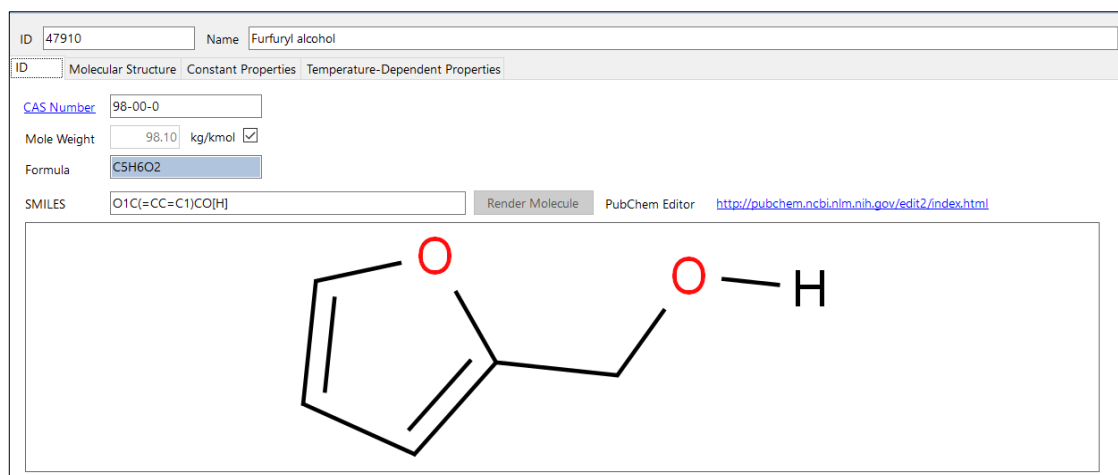 ID 47910 Name Furfuryl alcohol
ID Molecular Structure Constant Properties Temperature-Dependent Properties
CAS Number 98-00-0
Mole Weight 98.10 kg/kmol
Formula C5H6O2
SMILES O1C(=CC=C1)CO[H] Render Molecule PubChem Editor http://pubchem.ncbi.nlm.nih.gov/edit2/index.html
O O H